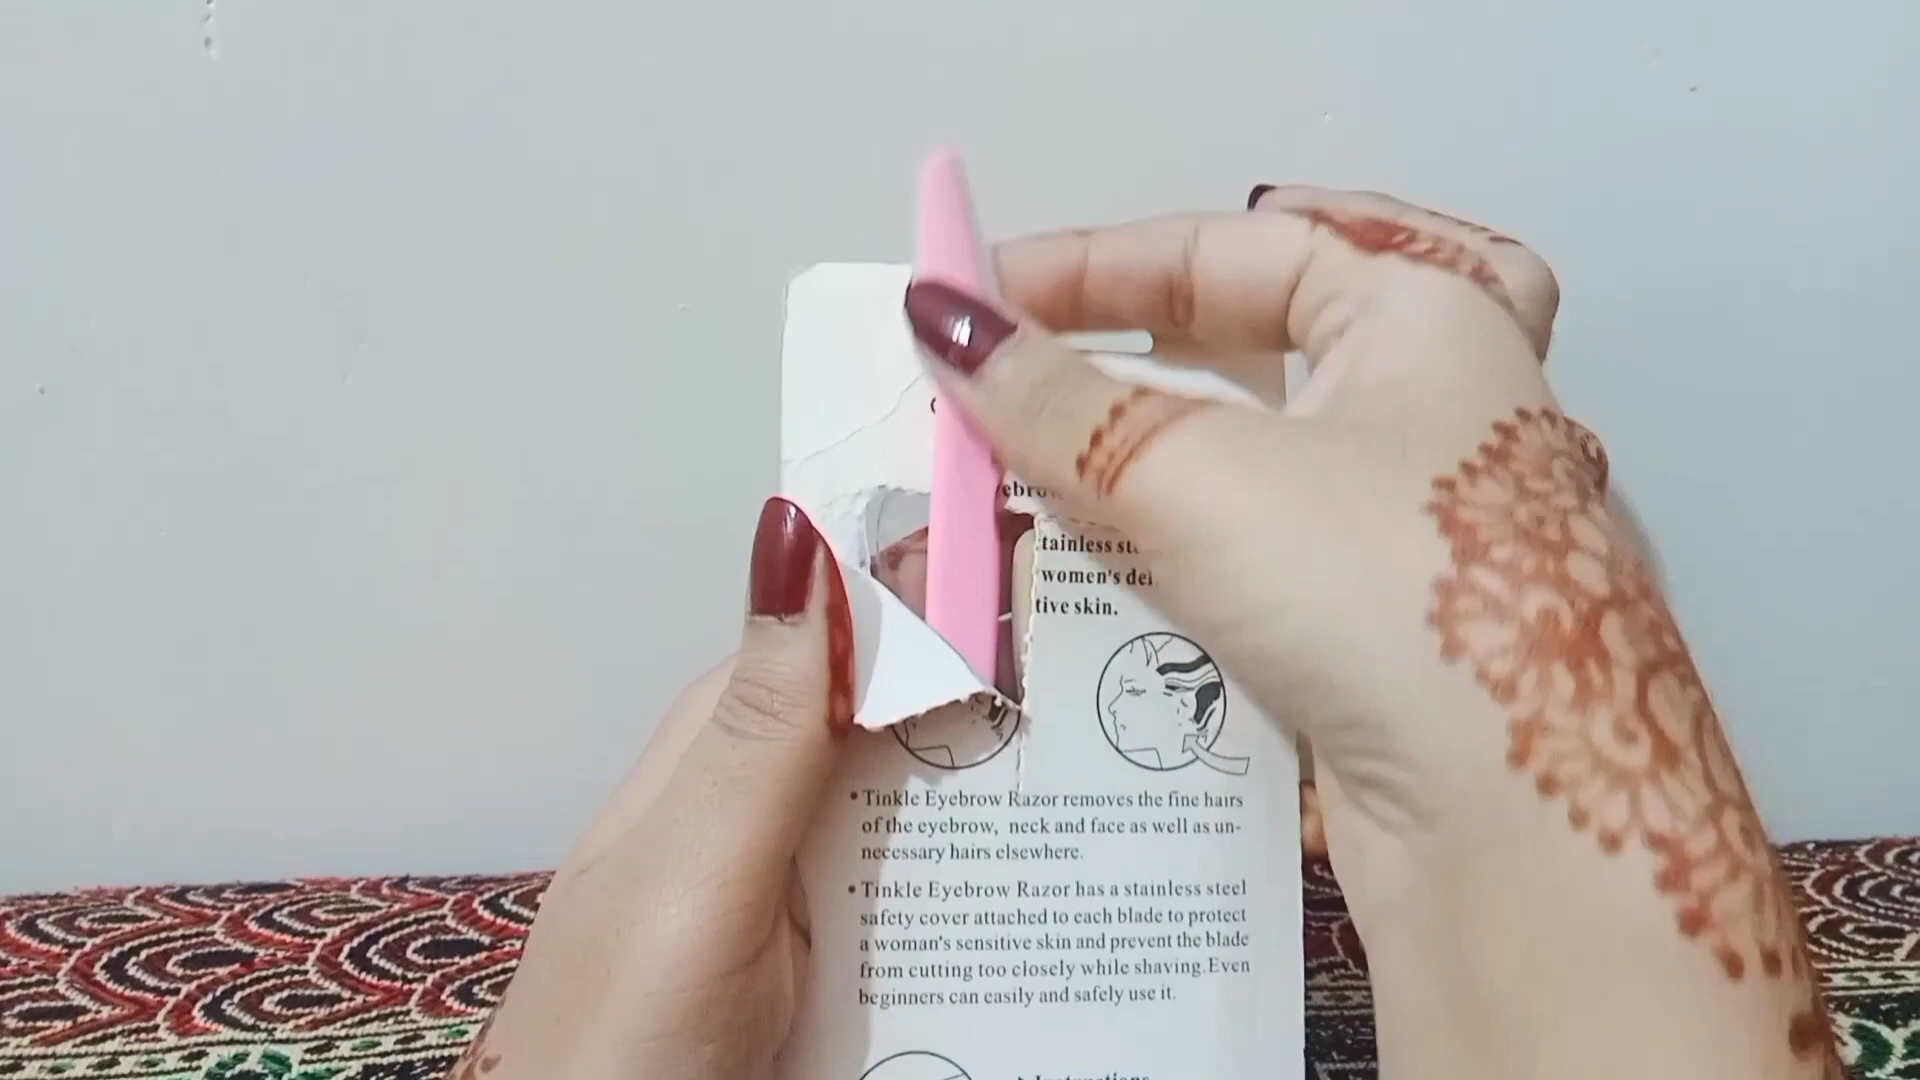 tainless
women's
tive skin.
• Tinkle Eyebrow Razor removes the fine hairs
of the eyebrow, neck and face as well as un-
necessary hairs elsewhere.
• Tinkle Eyebrow Razor has a stainless steel
safety cover attached to each blade to protect
a woman's sensitive skin and prevent the blade
from cutting too closely while shaving.Even
beginners can easily and safely use it.